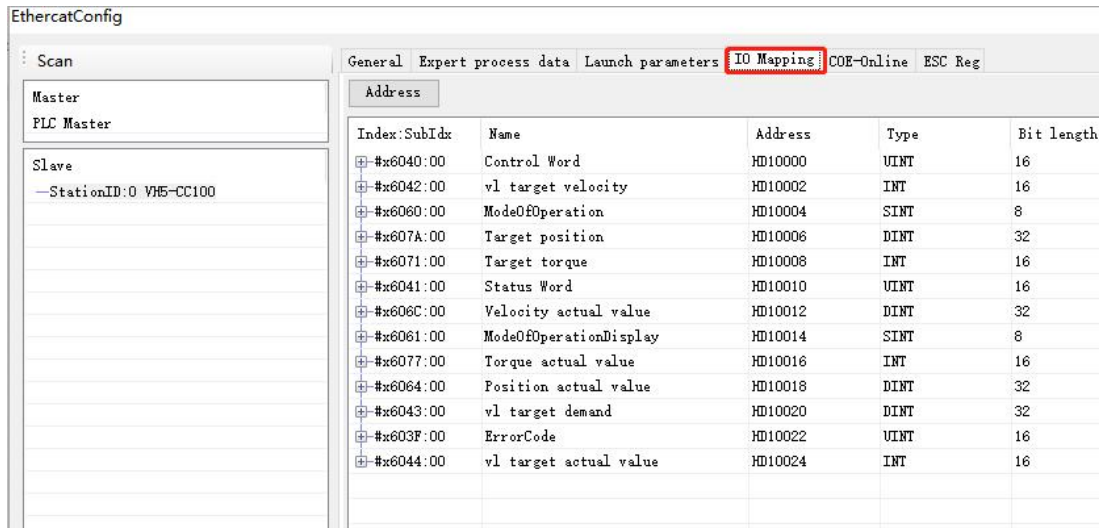 EthercatConfig
Scan
General Expert process data Launch parameters IO Mapping COE-Online ESC Reg
Master
PLC Master
Slave
StationID:0 VH5-CC100
Address
Index:SubIdx Name Address Type Bit length
#x6040:00 Control Word HD10000 UINT 16
#x6042:00 vl target velocity HD10002 INT 16
#x6060:00 ModeOfOperation HD10004 SINT 8
#x607A:00 Target position HD10006 DINT 32
#x6071:00 Target torque HD10008 INT 16
#x6041:00 Status Word HD10010 UINT 16
#x606C:00 Velocity actual value HD10012 DINT 32
#x6061:00 ModeOfOperationDisplay HD10014 SINT 8
#x6077:00 Torque actual value HD10016 INT 16
#x6064:00 Position actual value HD10018 DINT 32
#x6043:00 vl target demand HD10020 DINT 32
#x603F:00 ErrorCode HD10022 UINT 16
#x6044:00 vl target actual value HD10024 INT 16